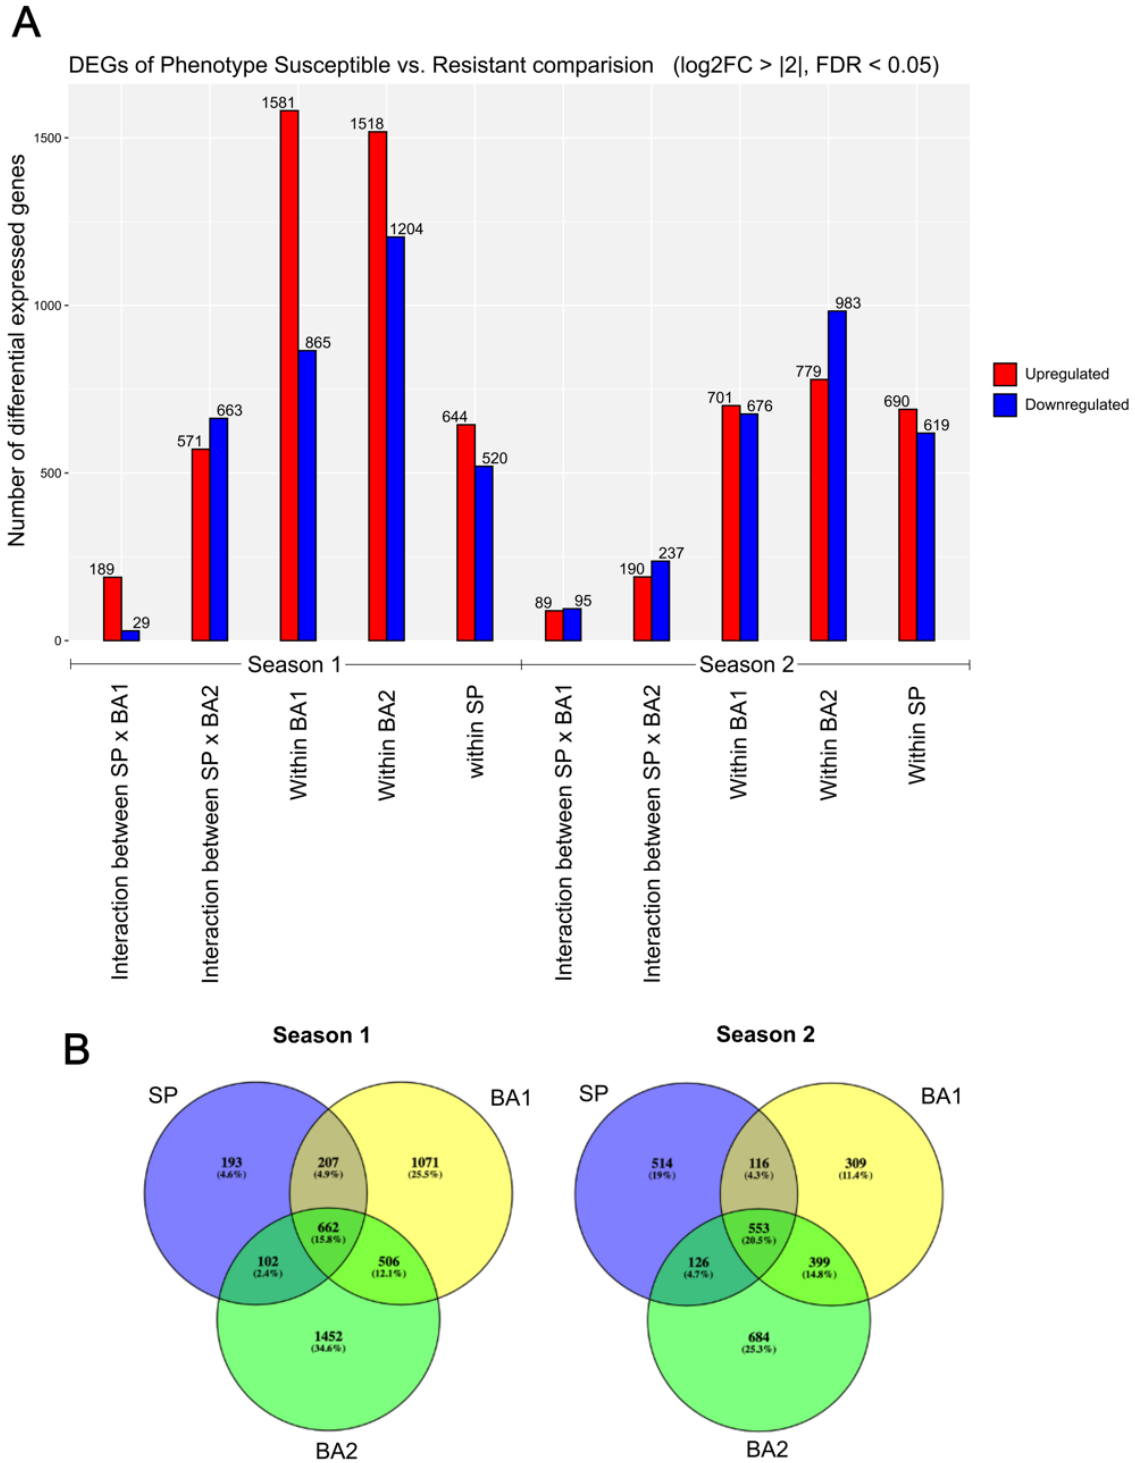 A
DEGs of Phenotype Susceptible vs. Resistant comparision (log2FC > |2|, FDR < 0.05)
Number of differential expressed genes
1500
1000
500
0
189
29
571
663
1581
865
1518
1204
644
520
89
95
190
237
701
676
779
983
690
619
Upregulated
Downregulated
Season 1
Season 2
Interaction between SP x BA1
Interaction between SP x BA2
Within BA1
Within BA2
within SP
Interaction between SP x BA1
Interaction between SP x BA2
Within BA1
Within BA2
Within SP
B
Season 1
SP
BA1
193
(4.6%)
207
(4.9%)
1071
(25.5%)
662
(15.8%)
102
(2.4%)
506
(12.1%)
1452
(34.6%)
BA2
Season 2
SP
BA1
514
(19%)
116
(4.3%)
309
(11.4%)
553
(20.5%)
126
(4.7%)
399
(14.8%)
684
(25.3%)
BA2